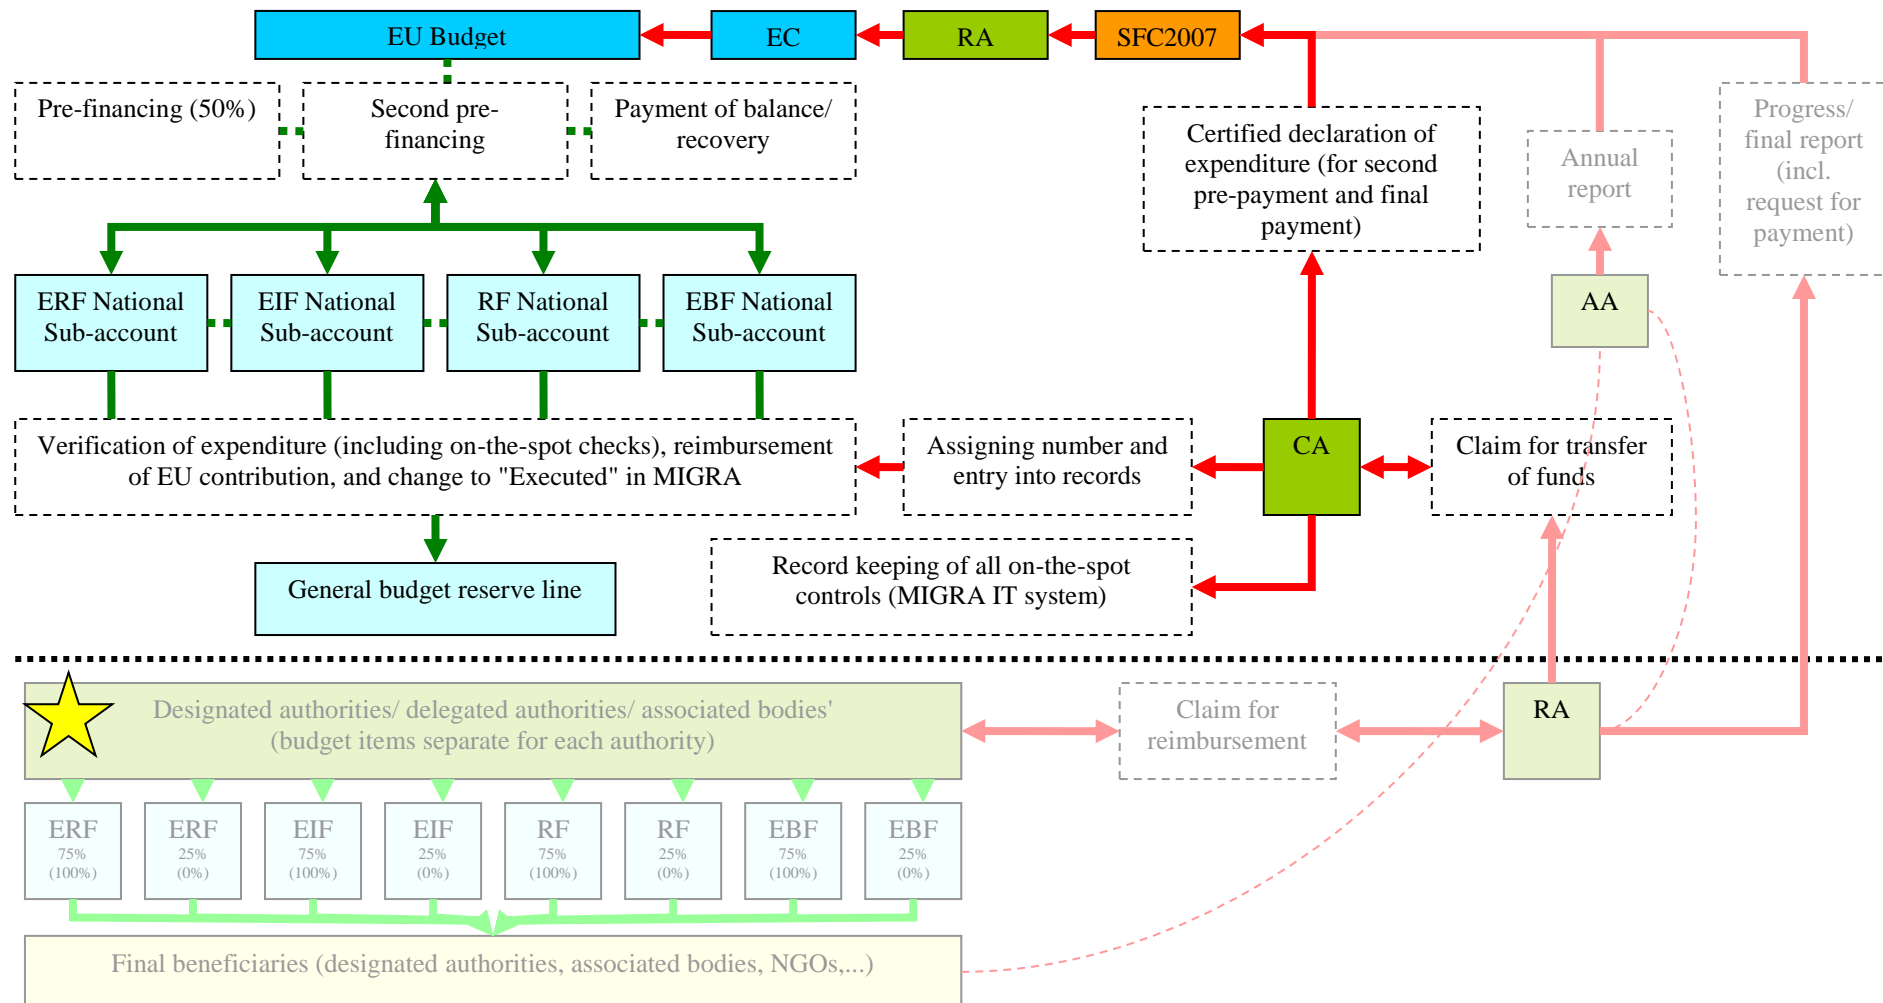 EU Budget
EC
RA
SFC2007
Pre-financing (50%)
Second pre-
financing
Payment of balance/
recovery
Certified declaration of
expenditure (for second
pre-payment and final
payment)
Annual
report
Progress/
final report
(incl.
request for
payment)
ERF National
Sub-account
EIF National
Sub-account
RF National
Sub-account
EBF National
Sub-account
AA
Verification of expenditure (including on-the-spot checks), reimbursement
of EU contribution, and change to "Executed" in MIGRA
Assigning number and
entry into records
CA
Claim for transfer
of funds
General budget reserve line
Record keeping of all on-the-spot
controls (MIGRA IT system)
Designated authorities/ delegated authorities/ associated bodies'
(budget items separate for each authority)
Claim for
reimbursement
RA
ERF
75%
(100%)
ERF
25%
(0%)
EIF
75%
(100%)
EIF
25%
(0%)
RF
75%
(100%)
RF
25%
(0%)
EBF
75%
(100%)
EBF
25%
(0%)
Final beneficiaries (designated authorities, associated bodies, NGOs,...)